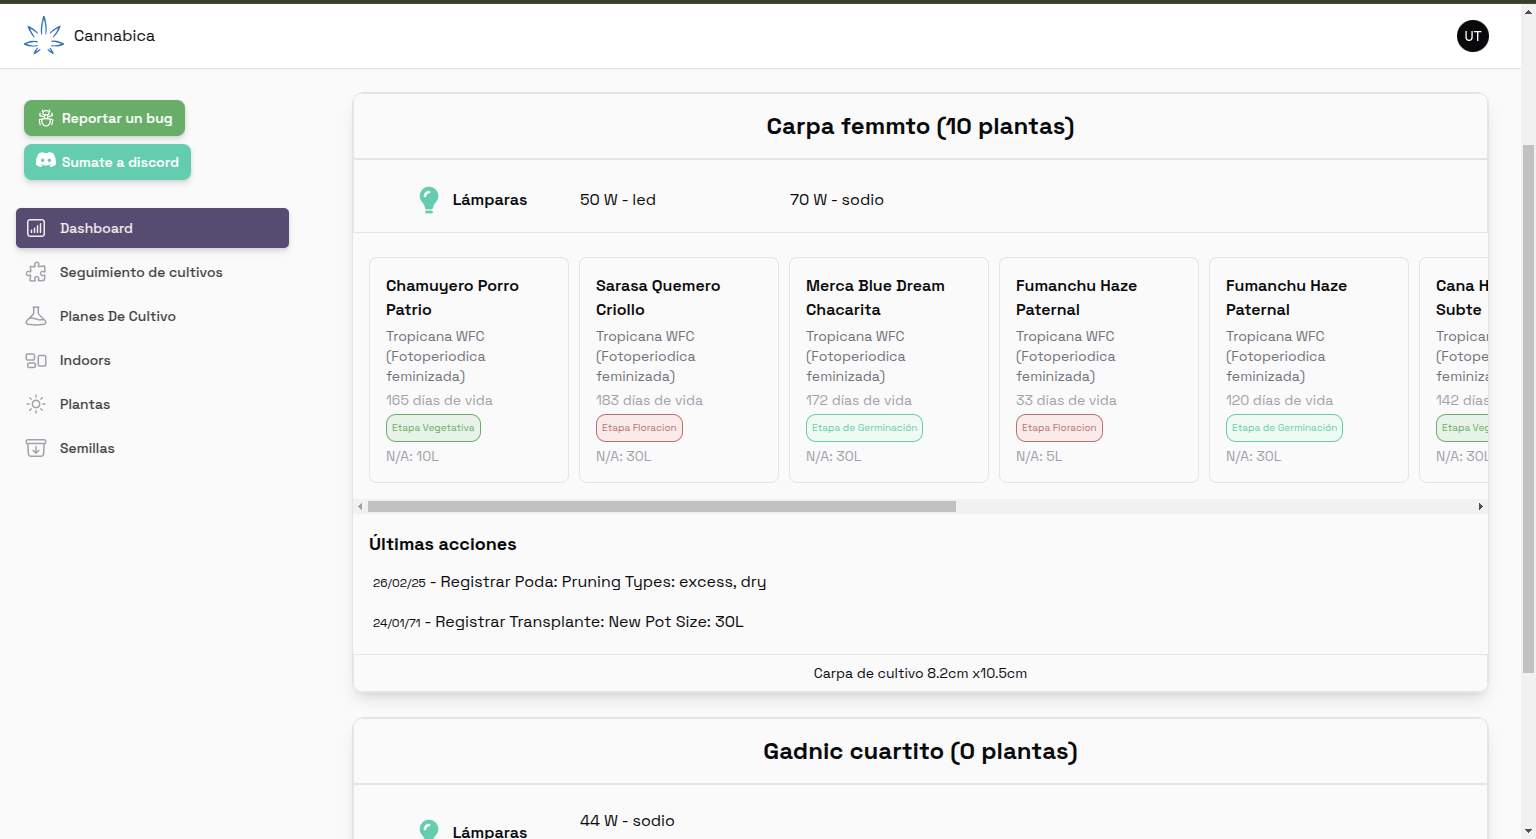 Cannabica
UT
Reportar un bug
Sumate a discord
Dashboard
Seguimiento de cultivos
Planes De Cultivo
Indoors
Plantas
Semillas
Carpa femmto (10 plantas)
Lámparas
50 W - led
70 W - sodio
Chamuyero Porro
Patrio
Tropicana WFC
(Fotoperiodica
feminizada)
165 días de vida
Etapa Vegetativa
N/A: 10L
Sarasa Quemero
Criollo
Tropicana WFC
(Fotoperiodica
feminizada)
183 días de vida
Etapa Floracion
N/A: 30L
Merca Blue Dream
Chacarita
Tropicana WFC
(Fotoperiodica
feminizada)
172 días de vida
Etapa de Germinación
N/A: 30L
Fumanchu Haze
Paternal
Tropicana WFC
(Fotoperiodica
feminizada)
33 días de vida
Etapa Floracion
N/A: 5L
Fumanchu Haze
Paternal
Tropicana WFC
(Fotoperiodica
feminizada)
120 días de vida
Etapa de Germinación
N/A: 30L
Cana H
Subte
Tropican
(Fotope
feminiza
142 días
Etapa Veg
N/A: 30L
Últimas acciones
26/02/25 - Registrar Poda: Pruning Types: excess, dry
24/01/71 - Registrar Transplante: New Pot Size: 30L
Carpa de cultivo 8.2cm x10.5cm
Gadnic cuartito (0 plantas)
Lámparas
44 W - sodio